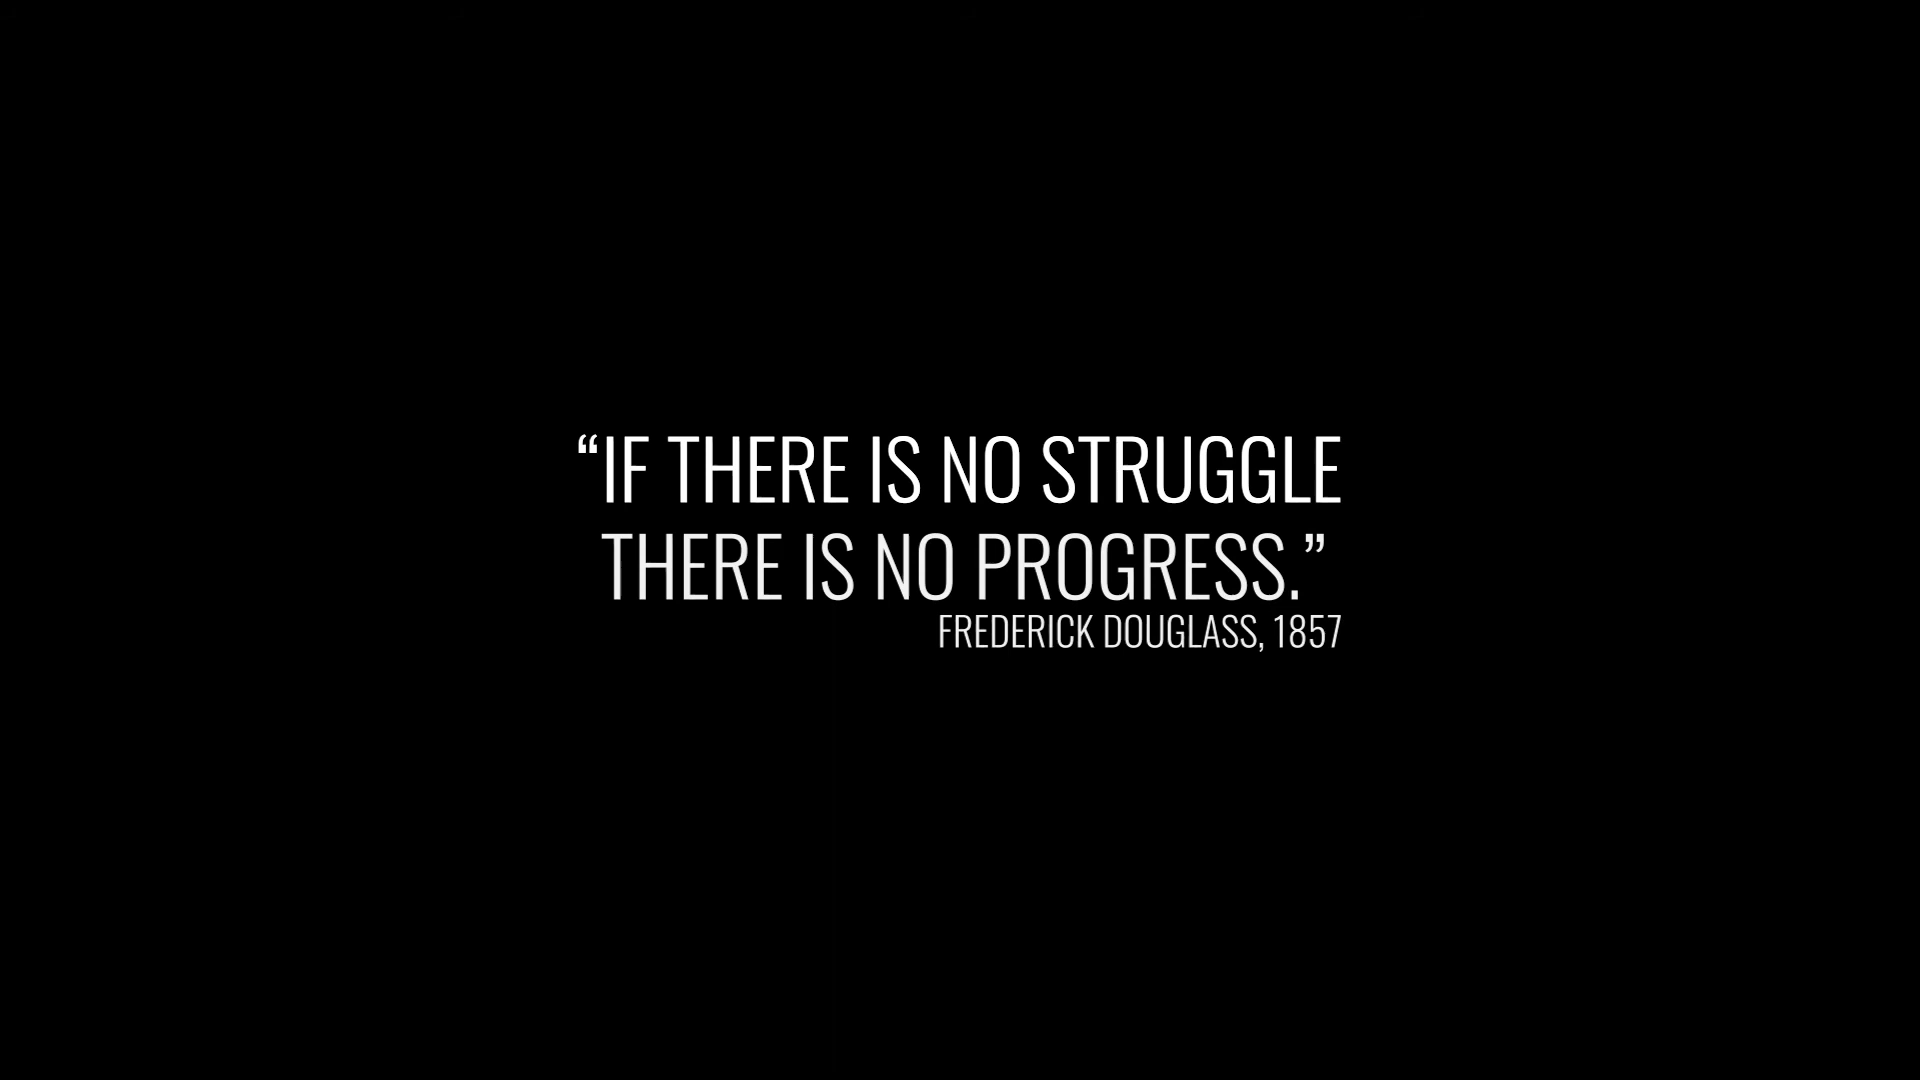 “IF THERE IS NO STRUGGLE
THERE IS NO PROGRESS.”
FREDERICK DOUGLASS, 1857